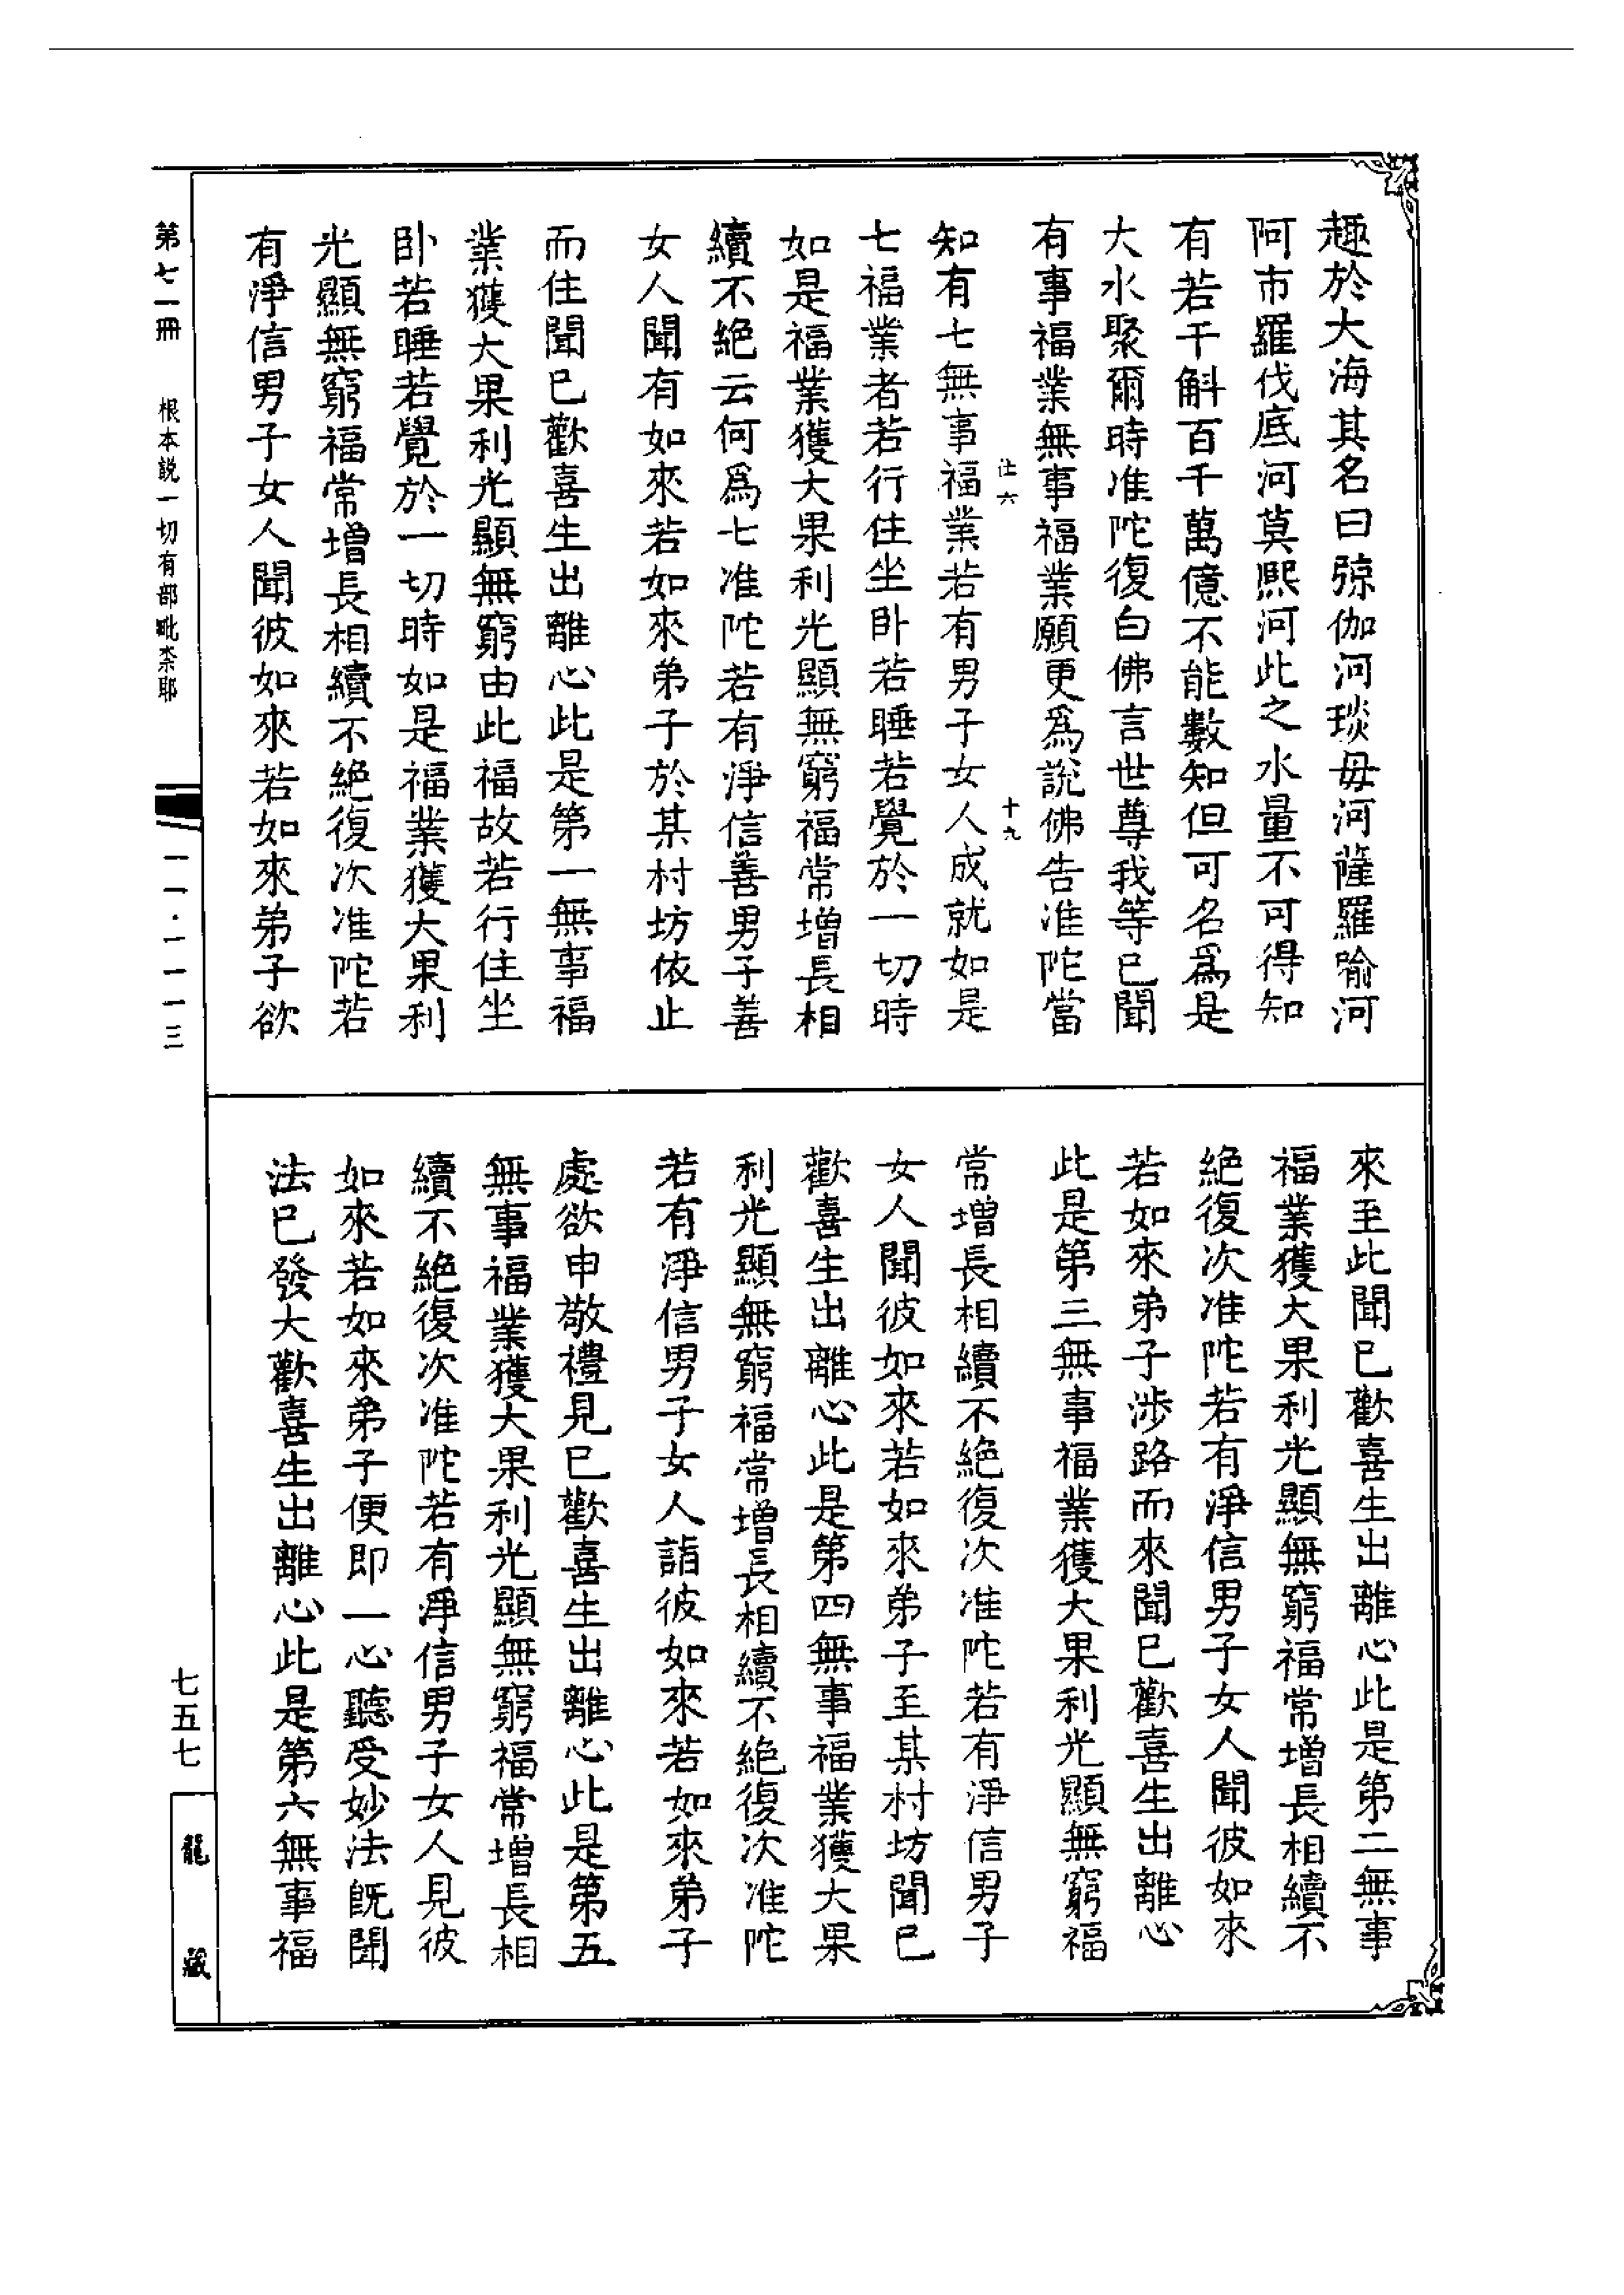 趣於大海其名曰弶伽河琰毋河薩羅喻河
阿市羅伐底河莫熙河此之水量不可得知
有若干斛百千萬億不能數知但可名爲是
大水聚爾時准陀復白佛言世尊我等已聞
有事福業無事福業願更爲說佛告准陀當
仕六
十九
知有七無事福業若有男子女人成就如是
七福業者若行住坐臥若睡若覺於一切時
如是福業獲大果利光顯無窮福常增長相
續不絕云何爲七准陀若有淨信善男子善
女人聞有如來若如來弟子於某村坊依止
而住聞已歡喜生出離心此是第一無事福
業獲大果利光顯無窮由此福故若行住坐
臥若睡若覺於一切時如是福業獲大果利
光顯無窮福常增長相續不絕復次准陀若
有淨信男子女人聞彼如來若如來弟子欲
來至此聞已歡喜生出離心此是第二無事
福業獲大果利光顯無窮福常增長相續不
絕復次准陀若有淨信男子女人聞彼如來
若如來弟子涉路而來聞已歡喜生出離心
此是第三無事福業獲大果利光顯無窮福
常增長相續不絕復次准陀若有淨信男子
女人聞彼如來若如來弟子至某村坊聞已
歡喜生出離心此是第四無事福業獲大果
利光顯無窮福常增長相續不絕復次准陀
若有淨信男子女人詣彼如來若如來弟子
處欲申敬禮見已歡喜生出離心此是第五
無事福業獲大果利光顯無窮福常增長相
續不絕復次准陀若有淨信男子女人見彼
如來若如來弟子便即一心聽受妙法既聞
法已發大歡喜生出離心此是第六無事福
第七一冊
根本說一切有部毗柰耶
一一·一一一三
七五七
龍藏